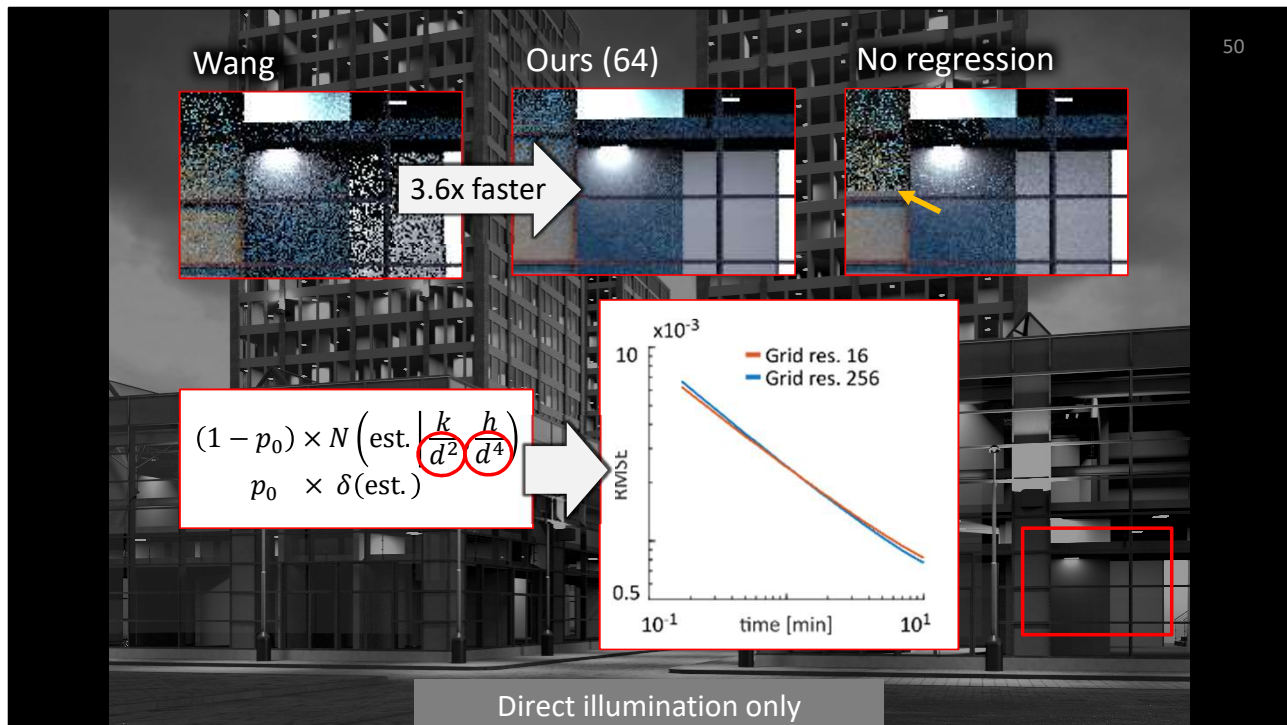 50
Wang
Ours (64)
No regression
3.6x faster
(1 − p₀) × N(est. | k/d², h/d⁴)
p₀ × δ(est.)
x10⁻³
10
Grid res. 16
Grid res. 256
RMSE
0.5
10⁻¹
time [min]
10¹
Direct illumination only